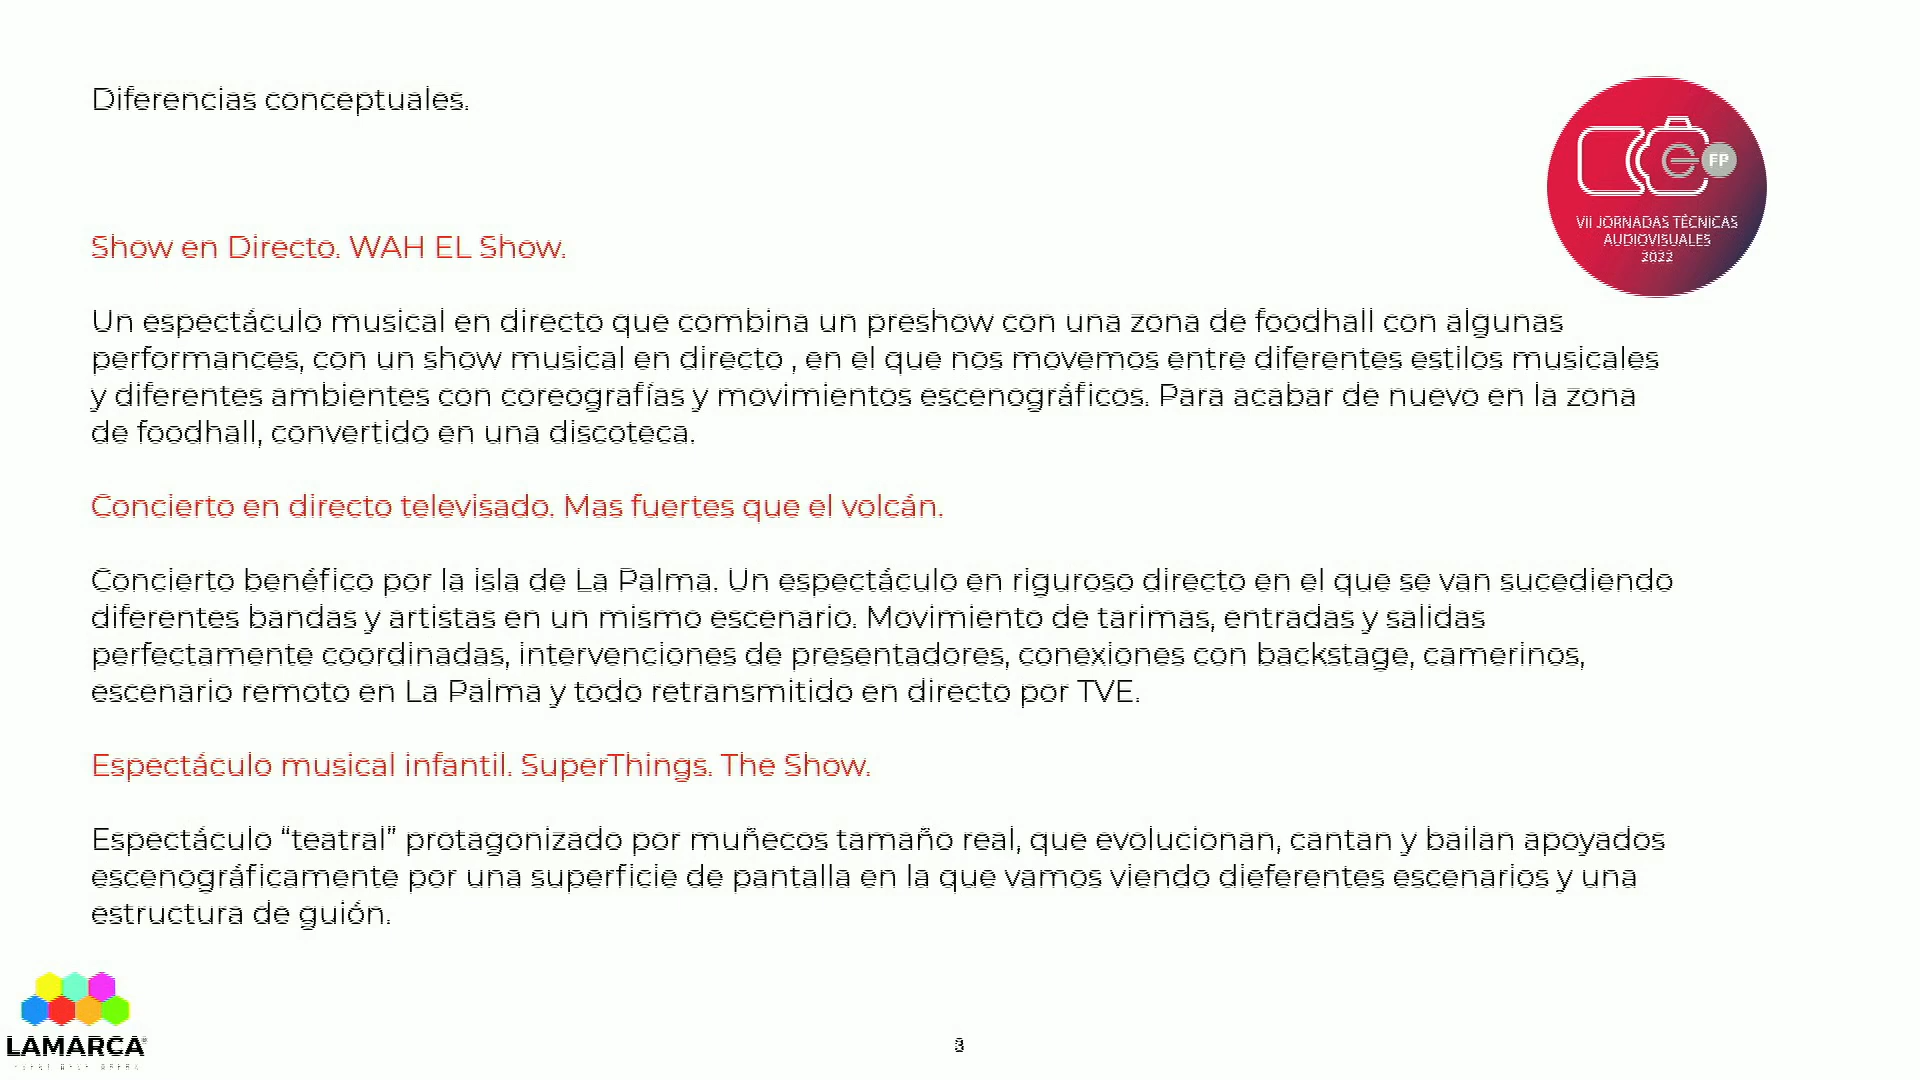 Diferencias conceptuales.
FP
VII JORNADAS TÉCNICAS
AUDIOVISUALES
2022
Show en Directo. WAH EL Show.
Un espectáculo musical en directo que combina un preshow con una zona de foodhall con algunas
performances, con un show musical en directo , en el que nos movemos entre diferentes estilos musicales
y diferentes ambientes con coreografías y movimientos escenográficos. Para acabar de nuevo en la zona
de foodhall, convertido en una discoteca.
Concierto en directo televisado. Mas fuertes que el volcán.
Concierto benéfico por la isla de La Palma. Un espectáculo en riguroso directo en el que se van sucediendo
diferentes bandas y artistas en un mismo escenario. Movimiento de tarimas, entradas y salidas
perfectamente coordinadas, intervenciones de presentadores, conexiones con backstage, camerinos,
escenario remoto en La Palma y todo retransmitido en directo por TVE.
Espectáculo musical infantil. SuperThings. The Show.
Espectáculo “teatral” protagonizado por muñecos tamaño real, que evolucionan, cantan y bailan apoyados
escenográficamente por una superficie de pantalla en la que vamos viendo dieferentes escenarios y una
estructura de guión.
LAMARCA